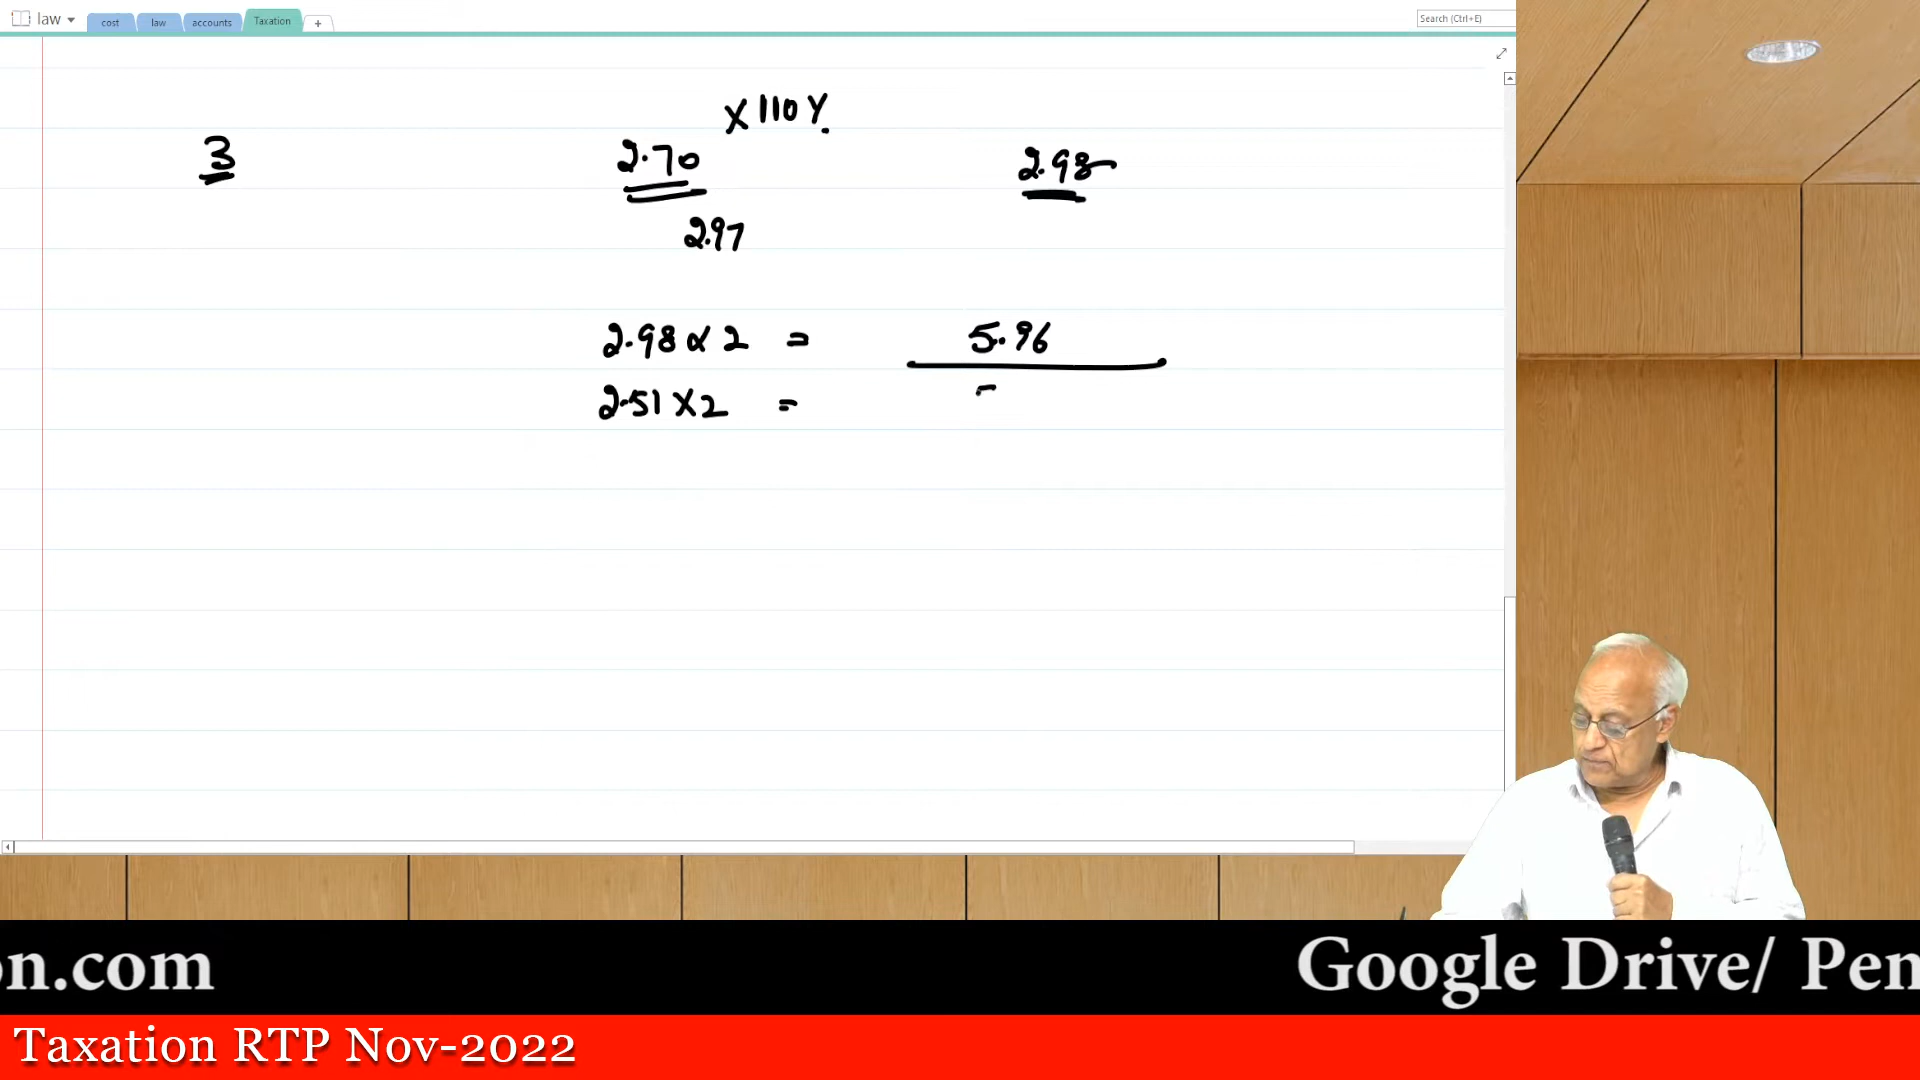 law cost law accounts Taxation + Search (Ctrl+E)
X 110 %
3 2.70 2.98
2.97
2.98 x 2 = 5.96
2.51 x 2 =
on.com Google Drive/ Pen
Taxation RTP Nov-2022